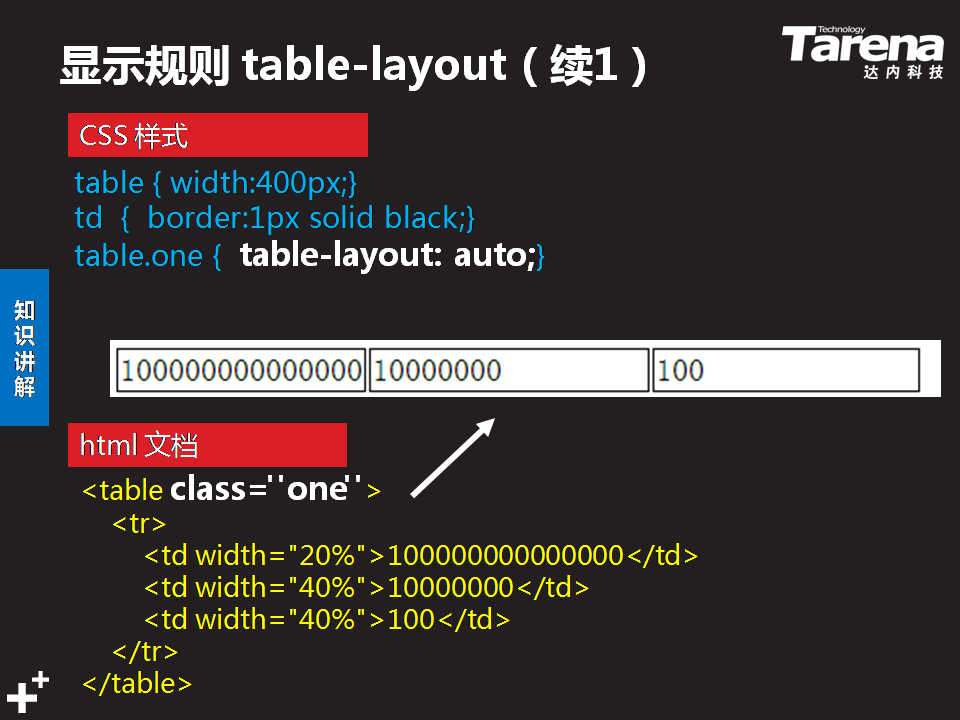 显示规则 table-layout（续1）
Technology
Tarena
达内科技
CSS 样式
table { width:400px;}
td { border:1px solid black;}
table.one { table-layout: auto;}
知识讲解
100000000000000 10000000 100
html 文档
<table class=''one''>
<tr>
<td width="20%">100000000000000</td>
<td width="40%">10000000</td>
<td width="40%">100</td>
</tr>
</table>